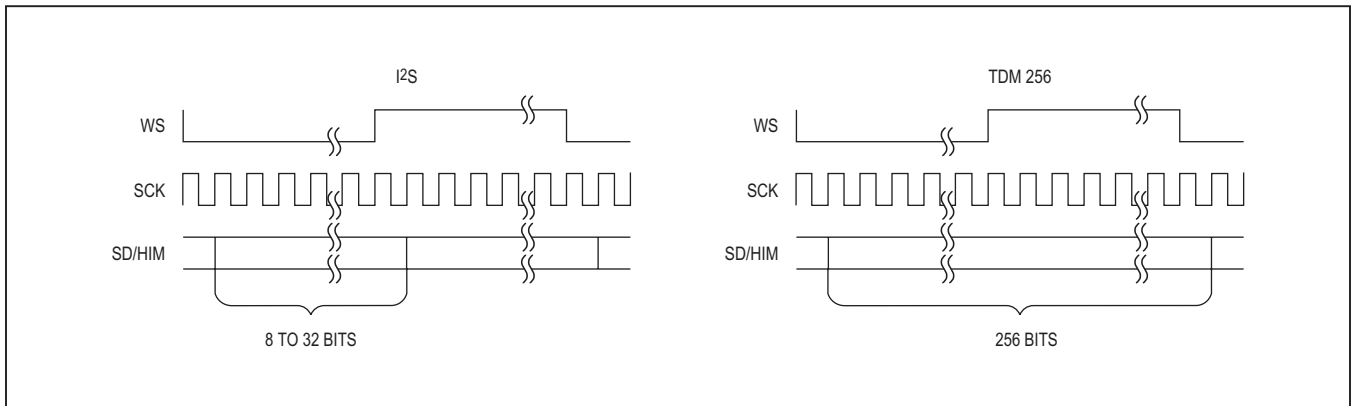 I²S
WS
SCK
SD/HIM
8 TO 32 BITS
TDM 256
WS
SCK
SD/HIM
256 BITS